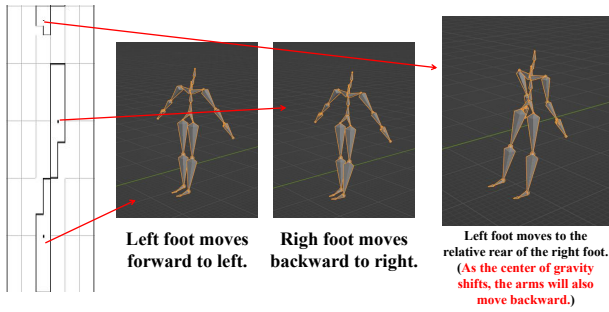 Left foot moves
forward to left.
Righ foot moves
backward to right.
Left foot moves to the
relative rear of the right foot.
(As the center of gravity
shifts, the arms will also
move backward.)